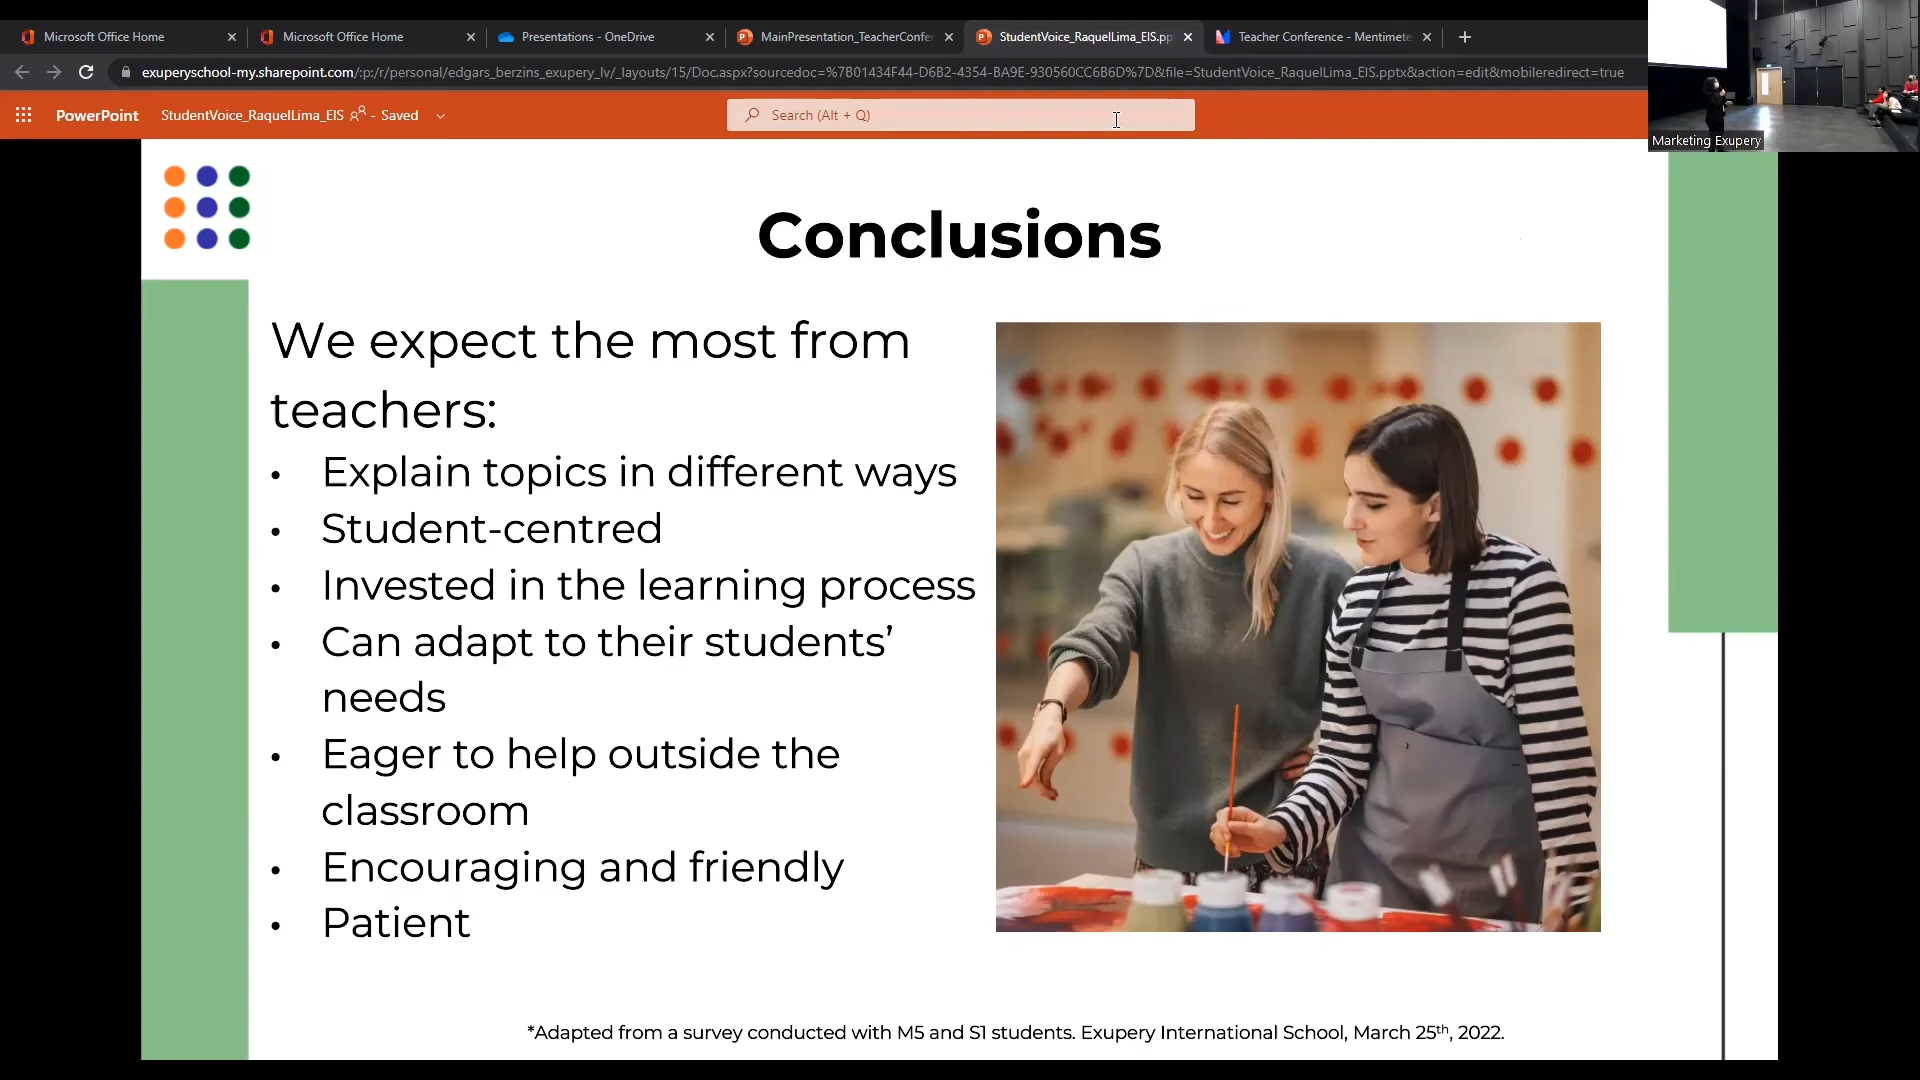 Microsoft Office Home
Microsoft Office Home
Presentations - OneDrive
MainPresentation_TeacherConfer
StudentVoice_RaquelLima_EIS.pp
Teacher Conference - Mentimete
exuperyschool-my.sharepoint.com/:p:/r/personal/edgars_berzins_exupery_lv/_layouts/15/Doc.aspx?sourcedoc=%7B01434F44-D6B2-4354-BA9E-930560CC6B6D%7D&file=StudentVoice_RaquelLima_EIS.pptx&action=edit&mobileredirect=true
PowerPoint
StudentVoice_RaquelLima_EIS - Saved
Search (Alt + Q)
Marketing Exupery
Conclusions
We expect the most from
teachers:
• Explain topics in different ways
• Student-centred
• Invested in the learning process
• Can adapt to their students’
needs
• Eager to help outside the
classroom
• Encouraging and friendly
• Patient
*Adapted from a survey conducted with M5 and S1 students. Exupery International School, March 25th, 2022.